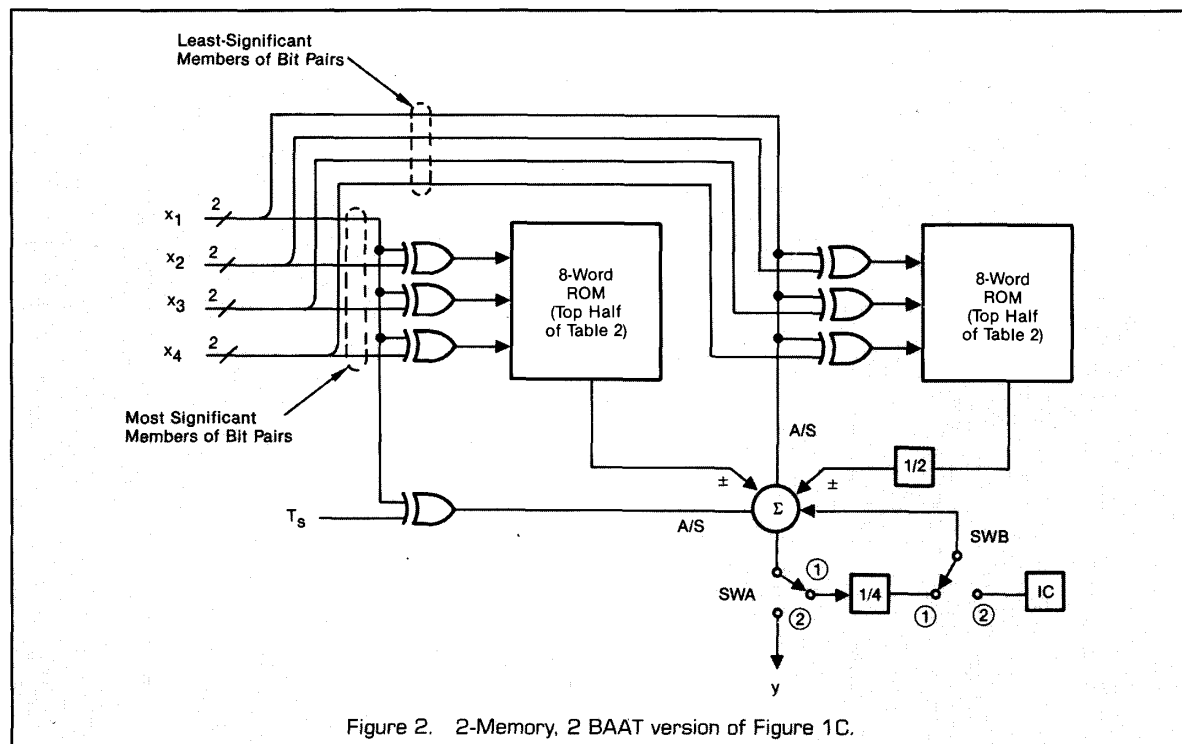 Least-Significant
Members of Bit Pairs
x1 2
x2 2
x3 2
x4 2
8-Word
ROM
(Top Half
of Table 2)
8-Word
ROM
(Top Half
of Table 2)
Most Significant
Members of Bit Pairs
A/S
1/2
± ±
Σ
Ts
A/S
SWB
SWA
①
1/4
IC
②
① ②
y
Figure 2. 2-Memory, 2 BAAT version of Figure 1C.